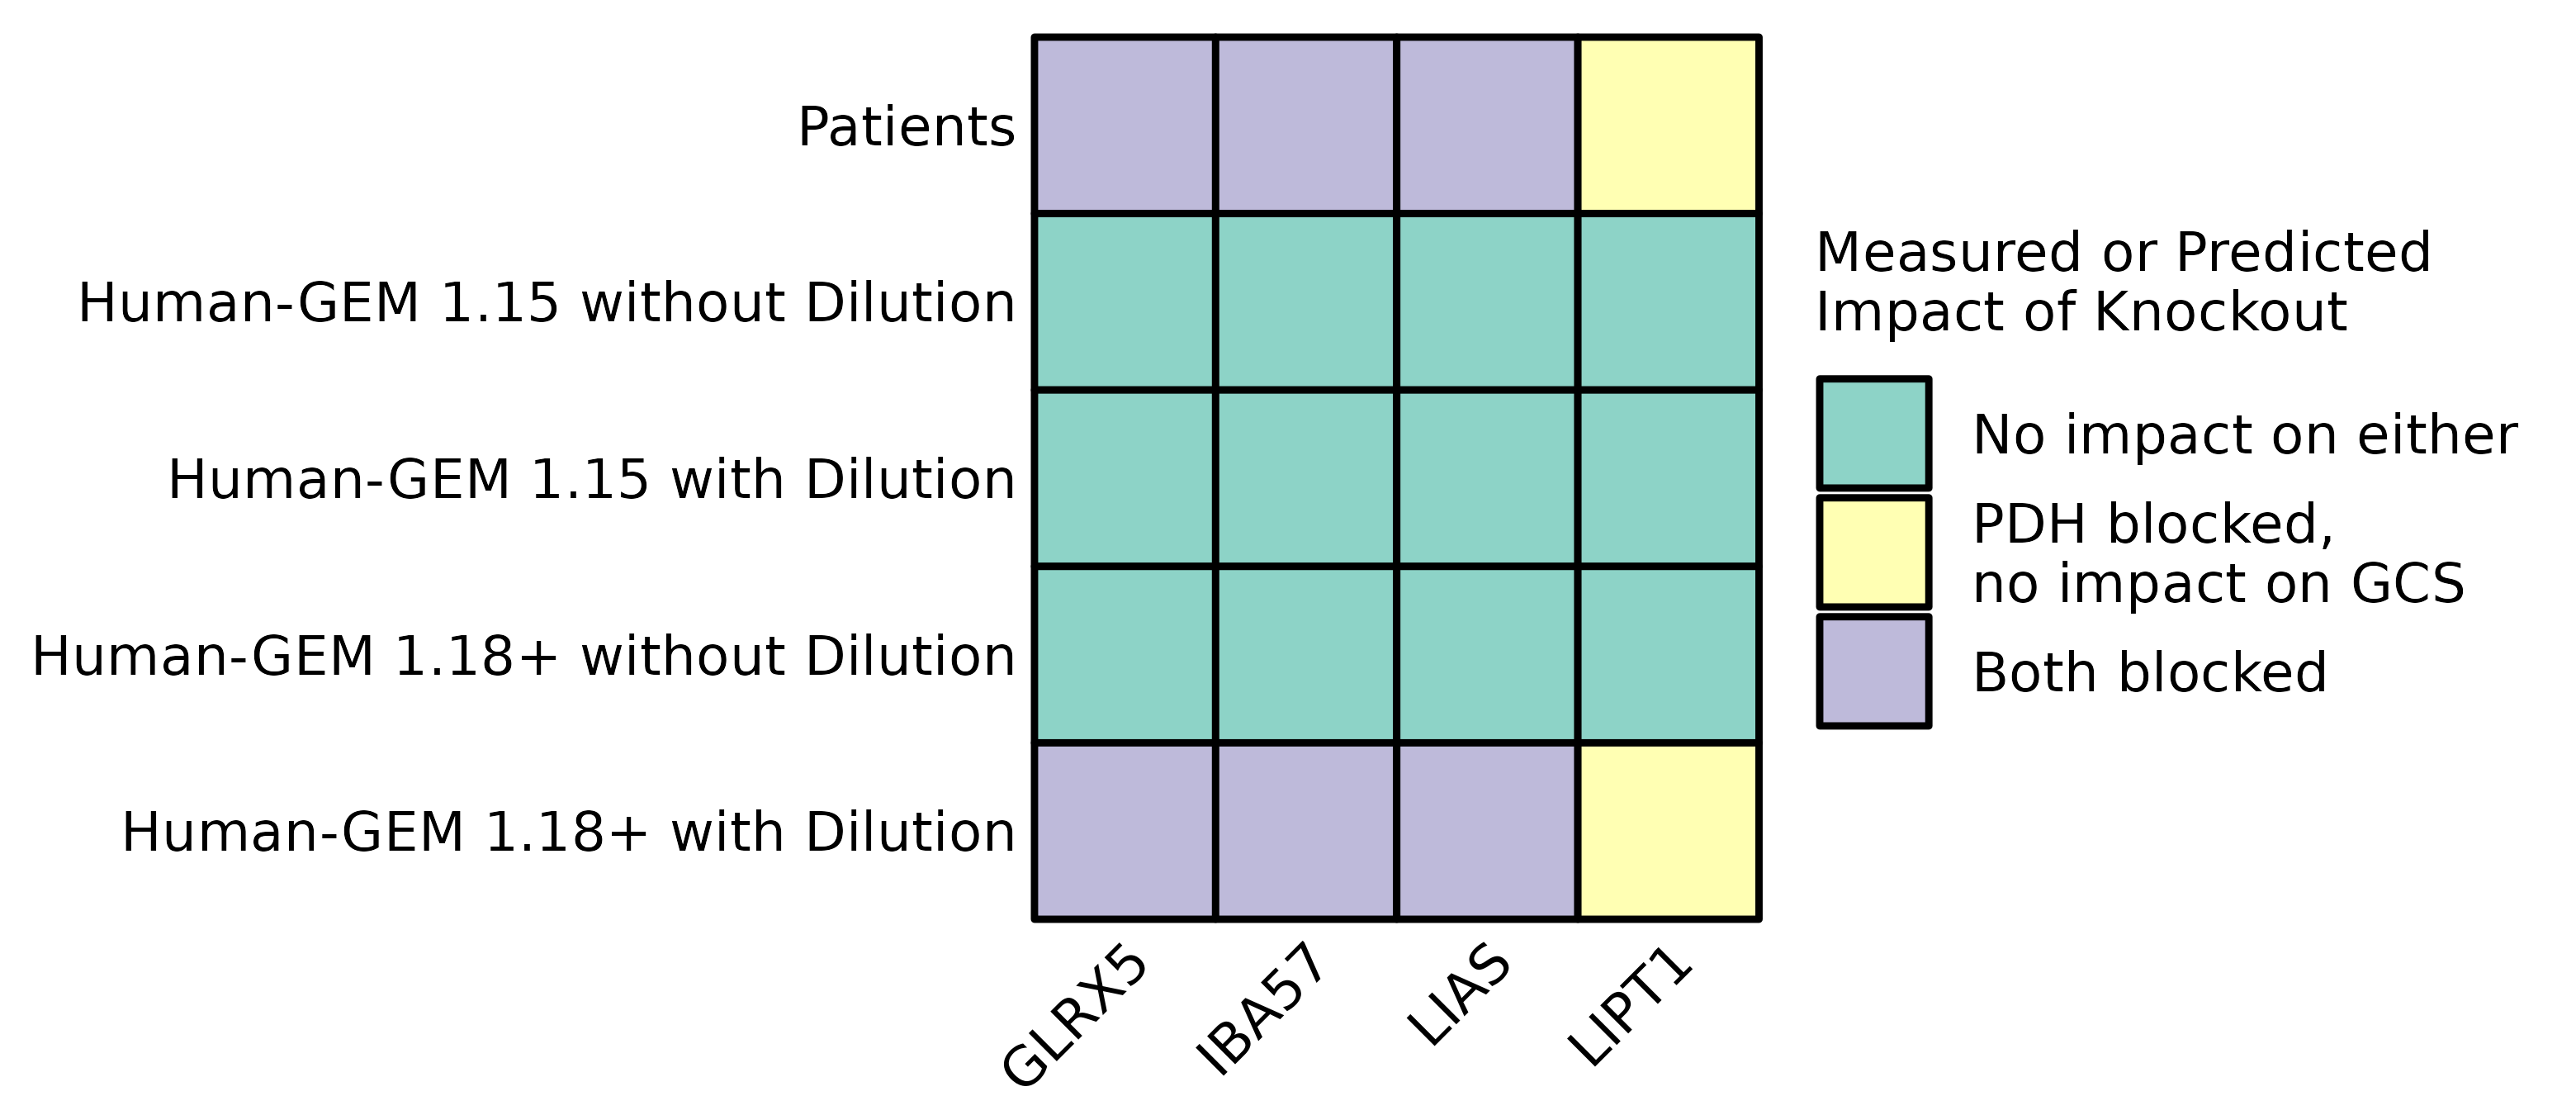 Patients
Human-GEM 1.15 without Dilution
Human-GEM 1.15 with Dilution
Human-GEM 1.18+ without Dilution
Human-GEM 1.18+ with Dilution
GLRX5
IBA57
LIAS
LIPT1
Measured or Predicted
Impact of Knockout
No impact on either
PDH blocked,
no impact on GCS
Both blocked